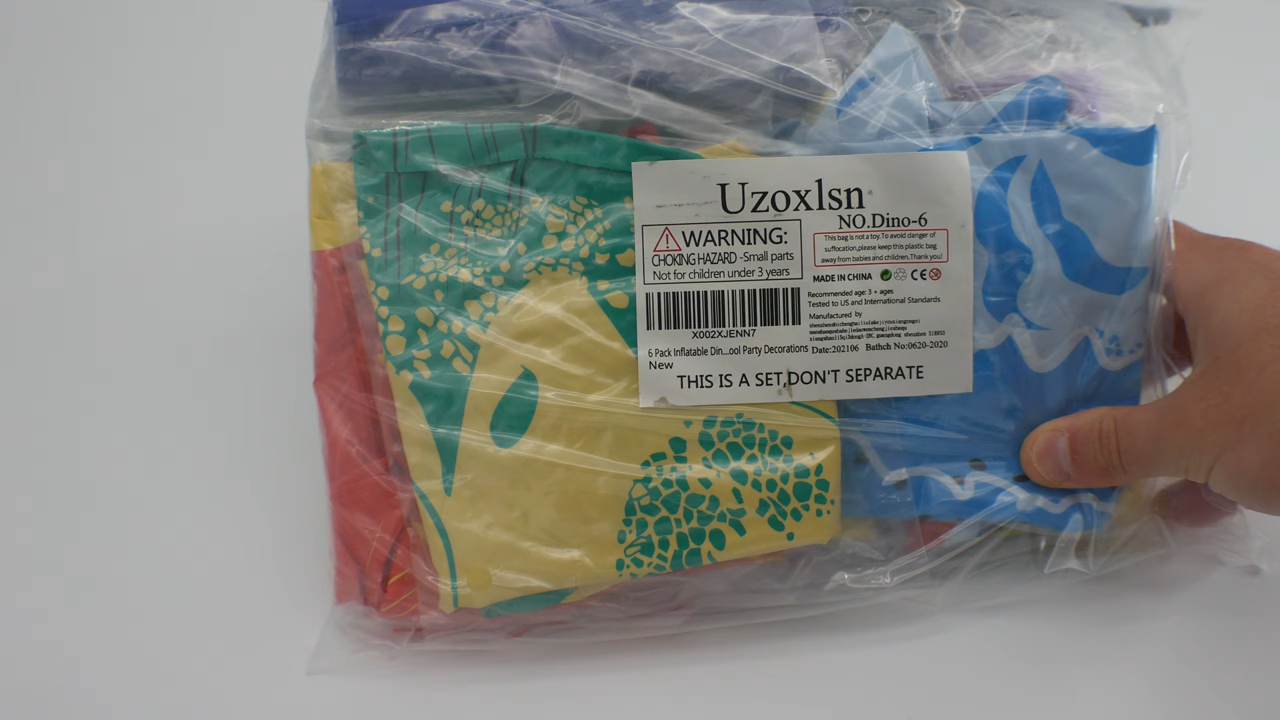 Uzoxlsn
NO.Dino-6
WARNING:
CHOKING HAZARD -Small parts
Not for children under 3 years
This bag is not a toy.To avoid danger of
suffocation,please keep this plastic bag
away from babies and children.Thank you!
MADE IN CHINA
CE
X002XJENN7
6 Pack Inflatable Din...ool Party Decorations
New
Recommended age: 3 + ages
Tested to US and International Standards
Manufactured by
Date:202106 Bathch No:0620-2020
THIS IS A SET,DON'T SEPARATE